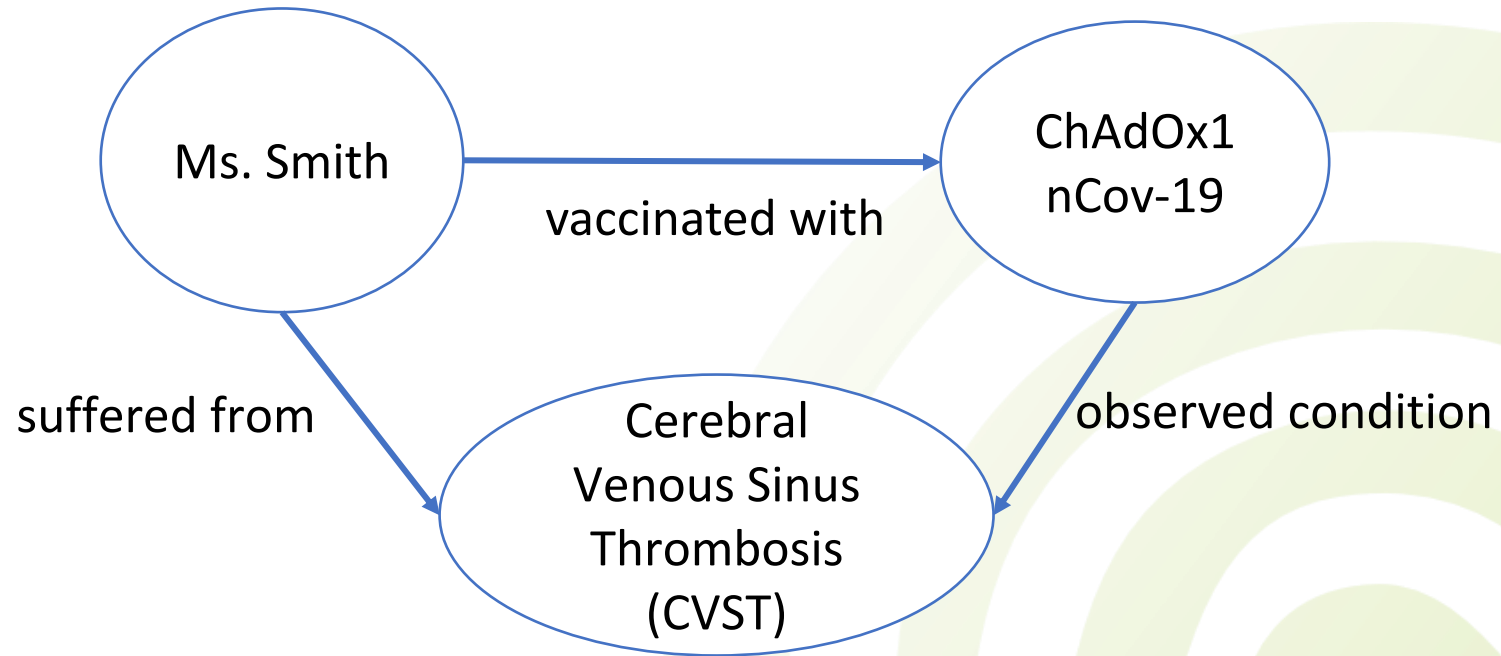 Ms. Smith
ChAdOx1
nCov-19
vaccinated with
suffered from
observed condition
Cerebral
Venous Sinus
Thrombosis
(CVST)